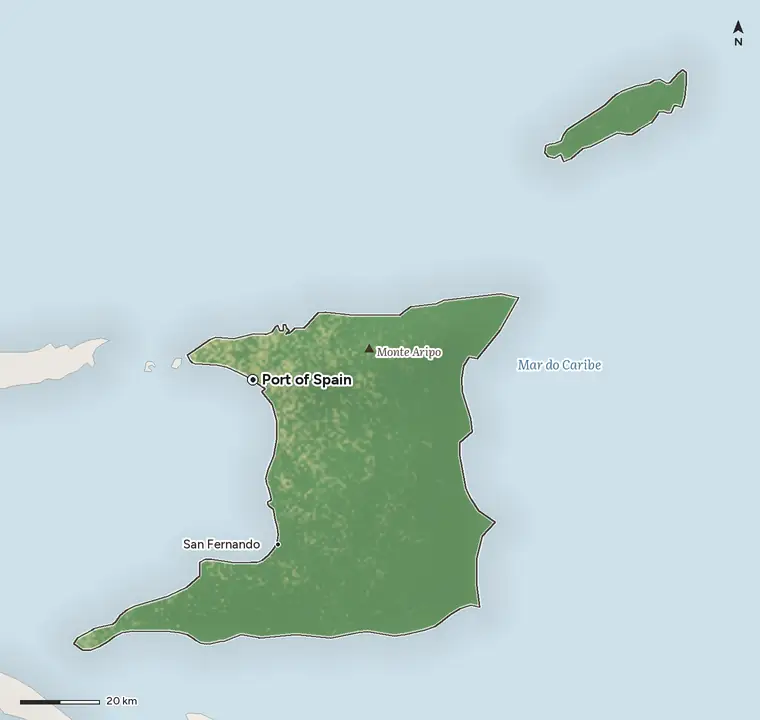 N
Monte Aripo
Mar do Caribe
Port of Spain
San Fernando
20 km